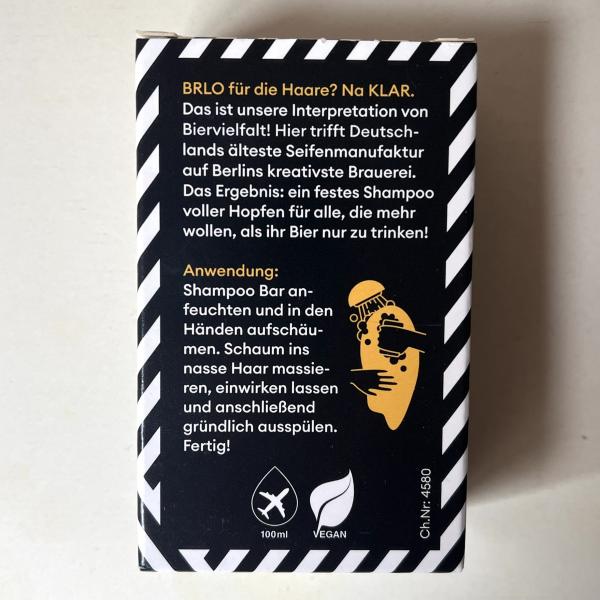 BRLO für die Haare? Na KLAR.
Das ist unsere Interpretation von
Biervielfalt! Hier trifft Deutsch-
lands älteste Seifenmanufaktur
auf Berlins kreativste Brauerei.
Das Ergebnis: ein festes Shampoo
voller Hopfen für alle, die mehr
wollen, als ihr Bier nur zu trinken!
Anwendung:
Shampoo Bar an-
feuchten und in den
Händen aufschäu-
men. Schaum ins
nasse Haar massie-
ren, einwirken lassen
und anschließend
gründlich ausspülen.
Fertig!
100ml
VEGAN
Ch.Nr: 4580